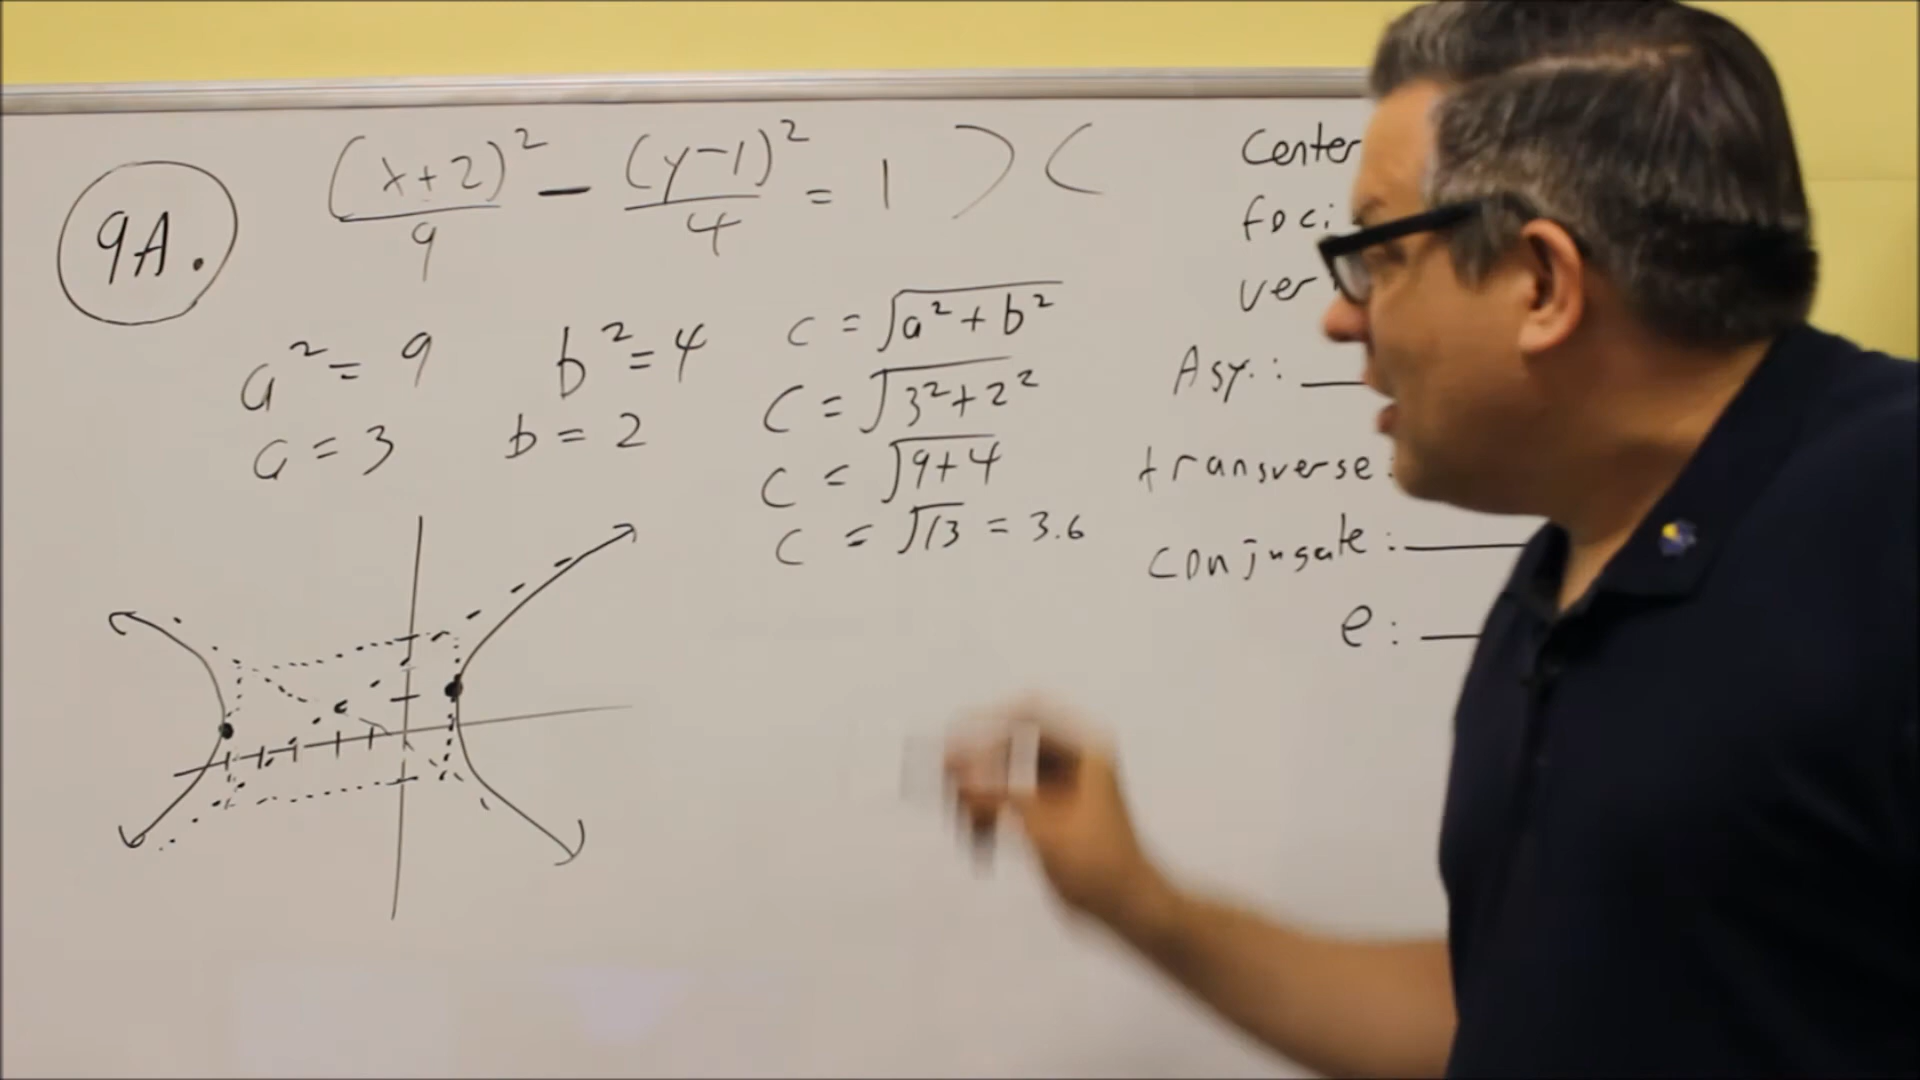 9A.
(x+2)²/9 − (y−1)²/4 = 1
a² = 9
b² = 4
a = 3
b = 2
c = √a² + b²
C = √3² + 2²
C = √9+4
C = √13 = 3.6
Center
foci
Asy.:
transverse:
conjugate:
e: